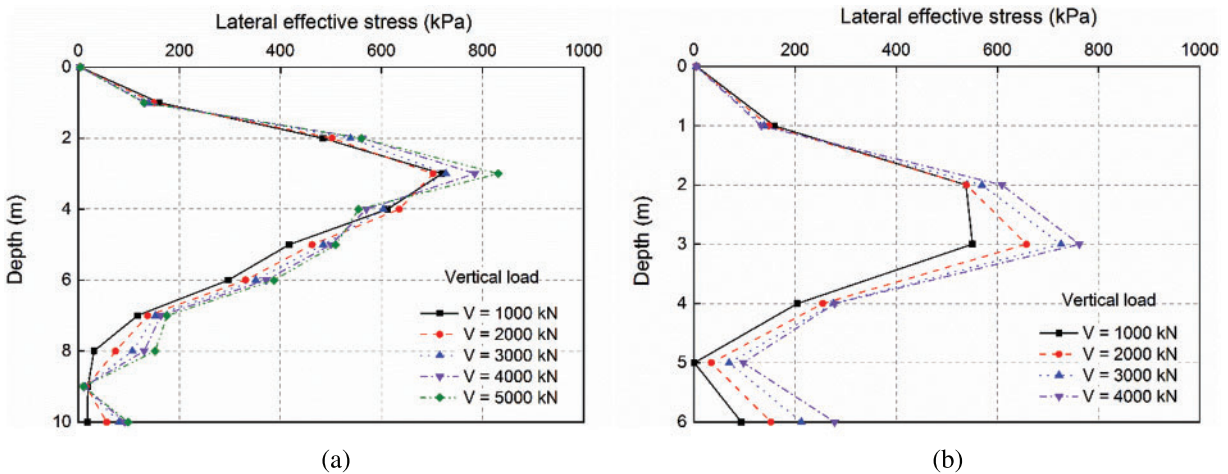 Lateral effective stress (kPa)
0 200 400 600 800 1000
Depth (m)
0
2
4
6
8
10
Vertical load
V = 1000 kN
V = 2000 kN
V = 3000 kN
V = 4000 kN
V = 5000 kN
(a)
Lateral effective stress (kPa)
0 200 400 600 800 1000
Depth (m)
0
1
2
3
4
5
6
Vertical load
V = 1000 kN
V = 2000 kN
V = 3000 kN
V = 4000 kN
(b)